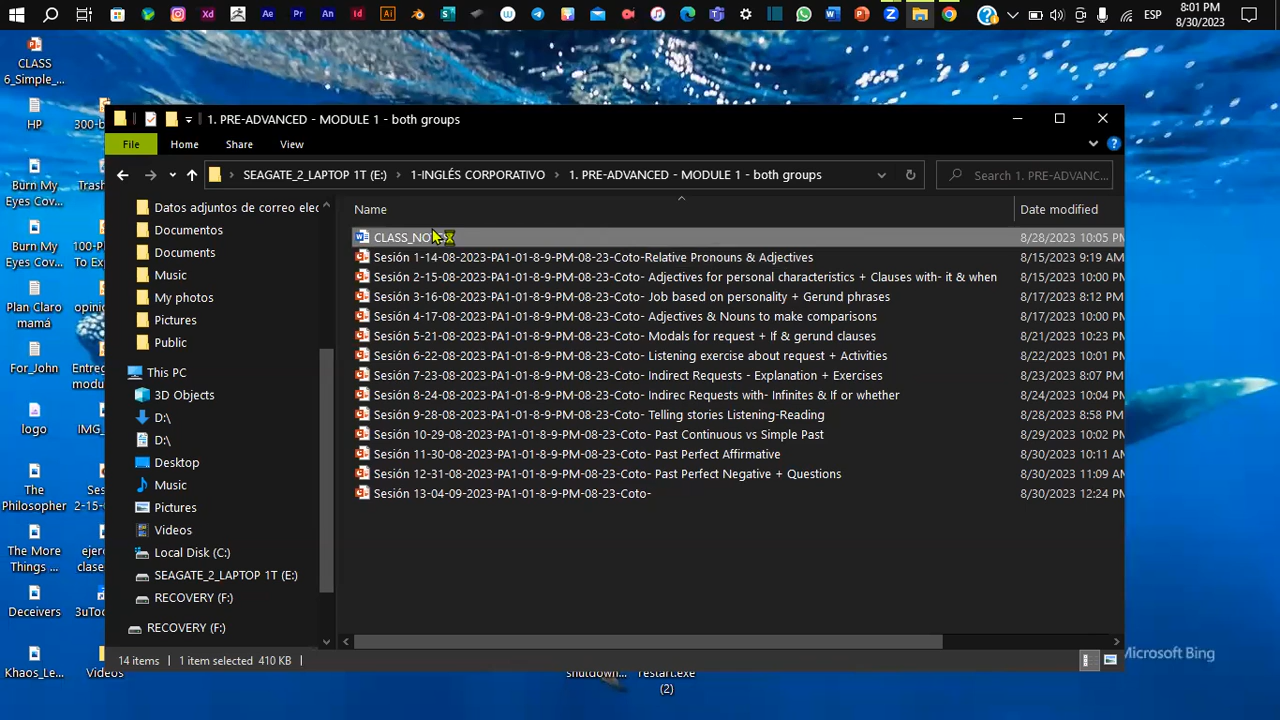 Xd
Ae
Pr
An
Id
Ai
ESP
8:01 PM
8/30/2023
CLASS
6_Simple_...
HP
300-b
Burn My
Eyes Cov...
Trash
Burn My
Eyes Cov...
100-P
To Exp
Plan Claro
mamá
opinio
For_John
Entreg
modu
logo
IMG_
The
Philosopher
Ses
2-15-0
The More
Things ...
ejerc
clase
Deceivers
3uToo
Khaos_Le...
Videos
shutdown...
restart.exe
(2)
1. PRE-ADVANCED - MODULE 1 - both groups
File
Home
Share
View
SEAGATE_2_LAPTOP 1T (E:)
1-INGLÉS CORPORATIVO
1. PRE-ADVANCED - MODULE 1 - both groups
Search 1. PRE-ADVANC...
Datos adjuntos de correo elec
Documentos
Documents
Music
My photos
Pictures
Public
This PC
3D Objects
D:\
D:\
Desktop
Music
Pictures
Videos
Local Disk (C:)
SEAGATE_2_LAPTOP 1T (E:)
RECOVERY (F:)
RECOVERY (F:)
Name
Date modified
CLASS_NO
8/28/2023 10:05 PM
Sesión 1-14-08-2023-PA1-01-8-9-PM-08-23-Coto-Relative Pronouns & Adjectives
8/15/2023 9:19 AM
Sesión 2-15-08-2023-PA1-01-8-9-PM-08-23-Coto- Adjectives for personal characteristics + Clauses with- it & when
8/15/2023 10:00 PM
Sesión 3-16-08-2023-PA1-01-8-9-PM-08-23-Coto- Job based on personality + Gerund phrases
8/17/2023 8:12 PM
Sesión 4-17-08-2023-PA1-01-8-9-PM-08-23-Coto- Adjectives & Nouns to make comparisons
8/17/2023 10:00 PM
Sesión 5-21-08-2023-PA1-01-8-9-PM-08-23-Coto- Modals for request + If & gerund clauses
8/21/2023 10:23 PM
Sesión 6-22-08-2023-PA1-01-8-9-PM-08-23-Coto- Listening exercise about request + Activities
8/22/2023 10:01 PM
Sesión 7-23-08-2023-PA1-01-8-9-PM-08-23-Coto- Indirect Requests - Explanation + Exercises
8/23/2023 8:07 PM
Sesión 8-24-08-2023-PA1-01-8-9-PM-08-23-Coto- Indirec Requests with- Infinites & If or whether
8/24/2023 10:04 PM
Sesión 9-28-08-2023-PA1-01-8-9-PM-08-23-Coto- Telling stories Listening-Reading
8/28/2023 8:58 PM
Sesión 10-29-08-2023-PA1-01-8-9-PM-08-23-Coto- Past Continuous vs Simple Past
8/29/2023 10:02 PM
Sesión 11-30-08-2023-PA1-01-8-9-PM-08-23-Coto- Past Perfect Affirmative
8/30/2023 10:11 AM
Sesión 12-31-08-2023-PA1-01-8-9-PM-08-23-Coto- Past Perfect Negative + Questions
8/30/2023 11:09 AM
Sesión 13-04-09-2023-PA1-01-8-9-PM-08-23-Coto-
8/30/2023 12:24 PM
14 items
1 item selected 410 KB
Microsoft Bing